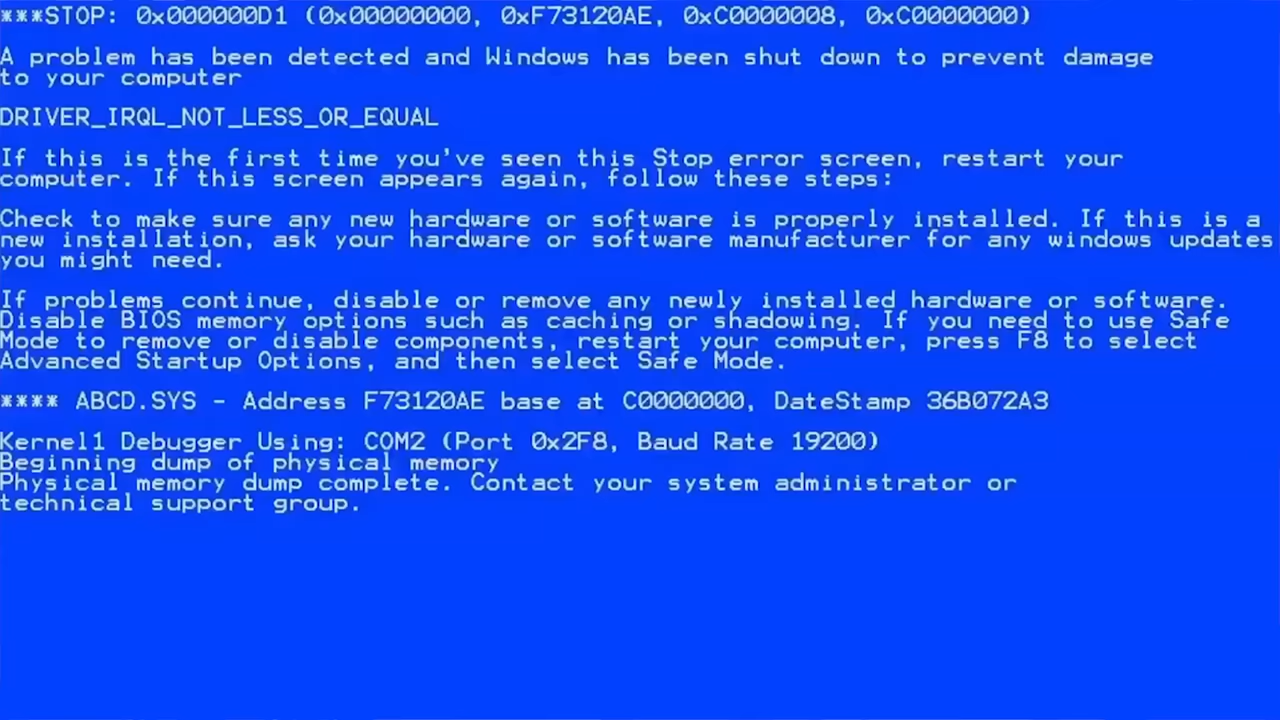 ***STOP: 0x000000D1 (0x00000000, 0xF73120AE, 0xC0000008, 0xC0000000)
A problem has been detected and Windows has been shut down to prevent damage
to your computer
DRIVER_IRQL_NOT_LESS_OR_EQUAL
If this is the first time you've seen this Stop error screen, restart your
computer. If this screen appears again, follow these steps:
Check to make sure any new hardware or software is properly installed. If this is a
new installation, ask your hardware or software manufacturer for any windows updates
you might need.
If problems continue, disable or remove any newly installed hardware or software.
Disable BIOS memory options such as caching or shadowing. If you need to use Safe
Mode to remove or disable components, restart your computer, press F8 to select
Advanced Startup Options, and then select Safe Mode.
**** ABCD.SYS - Address F73120AE base at C0000000, DateStamp 36B072A3
Kernel1 Debugger Using: COM2 (Port 0x2F8, Baud Rate 19200)
Beginning dump of physical memory
Physical memory dump complete. Contact your system administrator or
technical support group.